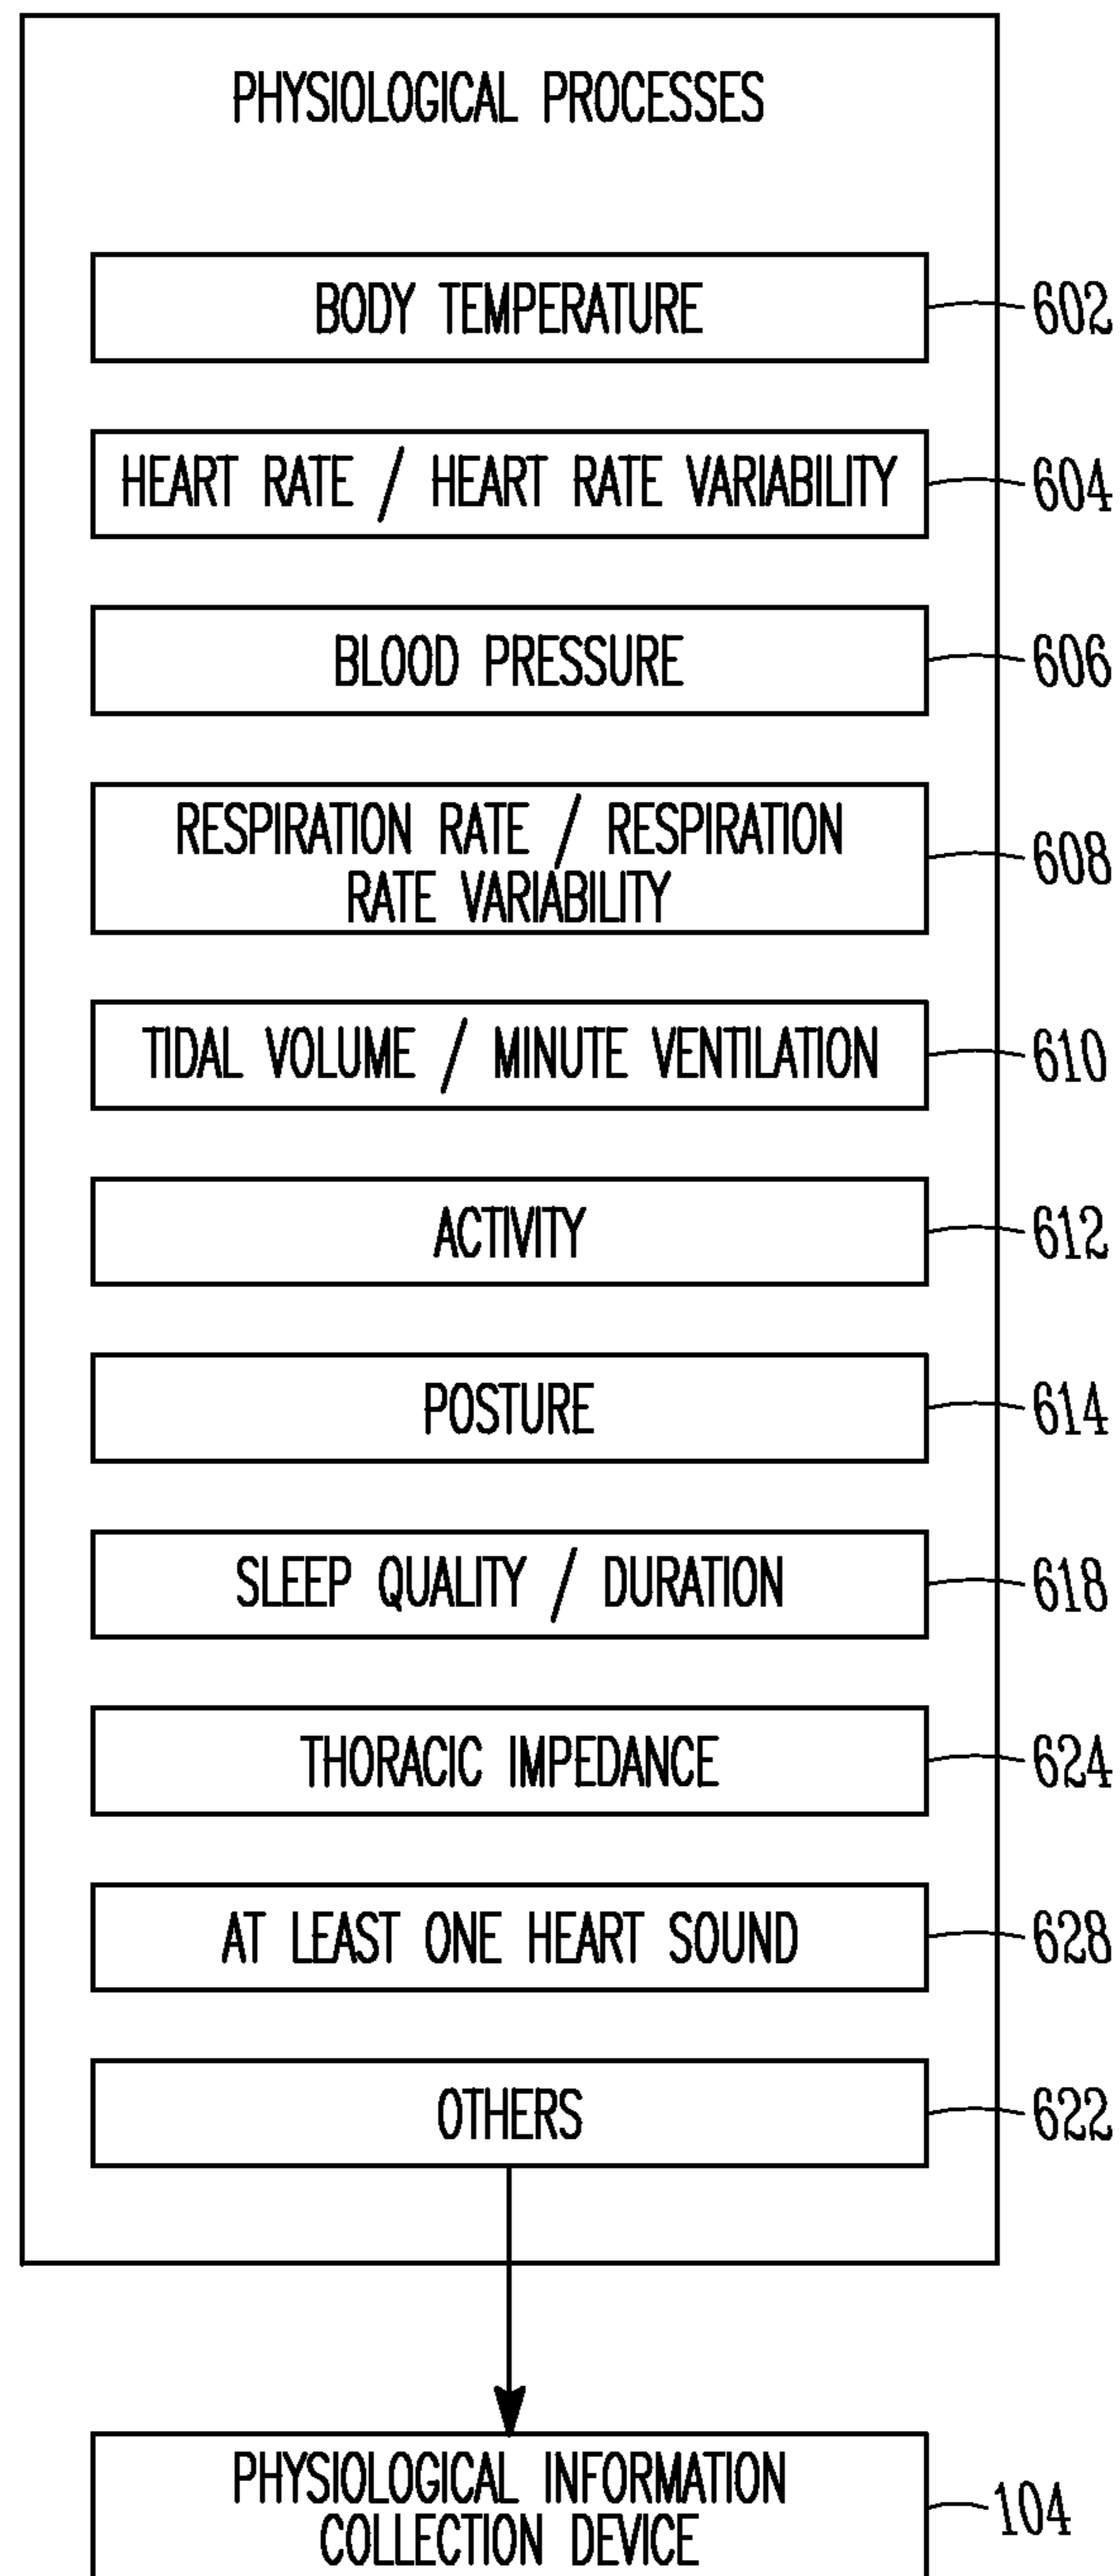 PHYSIOLOGICAL PROCESSES
BODY TEMPERATURE
602
HEART RATE / HEART RATE VARIABILITY
604
BLOOD PRESSURE
606
RESPIRATION RATE / RESPIRATION
RATE VARIABILITY
608
TIDAL VOLUME / MINUTE VENTILATION
610
ACTIVITY
612
POSTURE
614
SLEEP QUALITY / DURATION
618
THORACIC IMPEDANCE
624
AT LEAST ONE HEART SOUND
628
OTHERS
622
PHYSIOLOGICAL INFORMATION
COLLECTION DEVICE
104